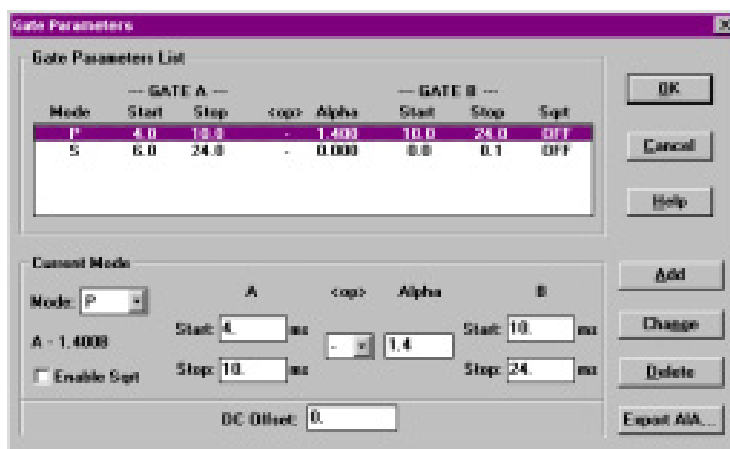 Gate Parameters
Gate Parameters List
--- GATE A --- --- GATE B ---
Mode Start Stop <op> Alpha Start Stop Sqrt
P 4.0 10.0 - 1.400 10.0 24.0 OFF
S 6.0 24.0 - 0.000 0.0 0.1 OFF
OK
Cancel
Help
Current Mode
Mode: P
A <op> Alpha B
Start: 4. ms - 1.4 Start: 10. ms
A - 1.400B
Enable Sqrt
Stop: 10. ms Stop: 24. ms
DC Offset: 0.
Add
Change
Delete
Export AIA...